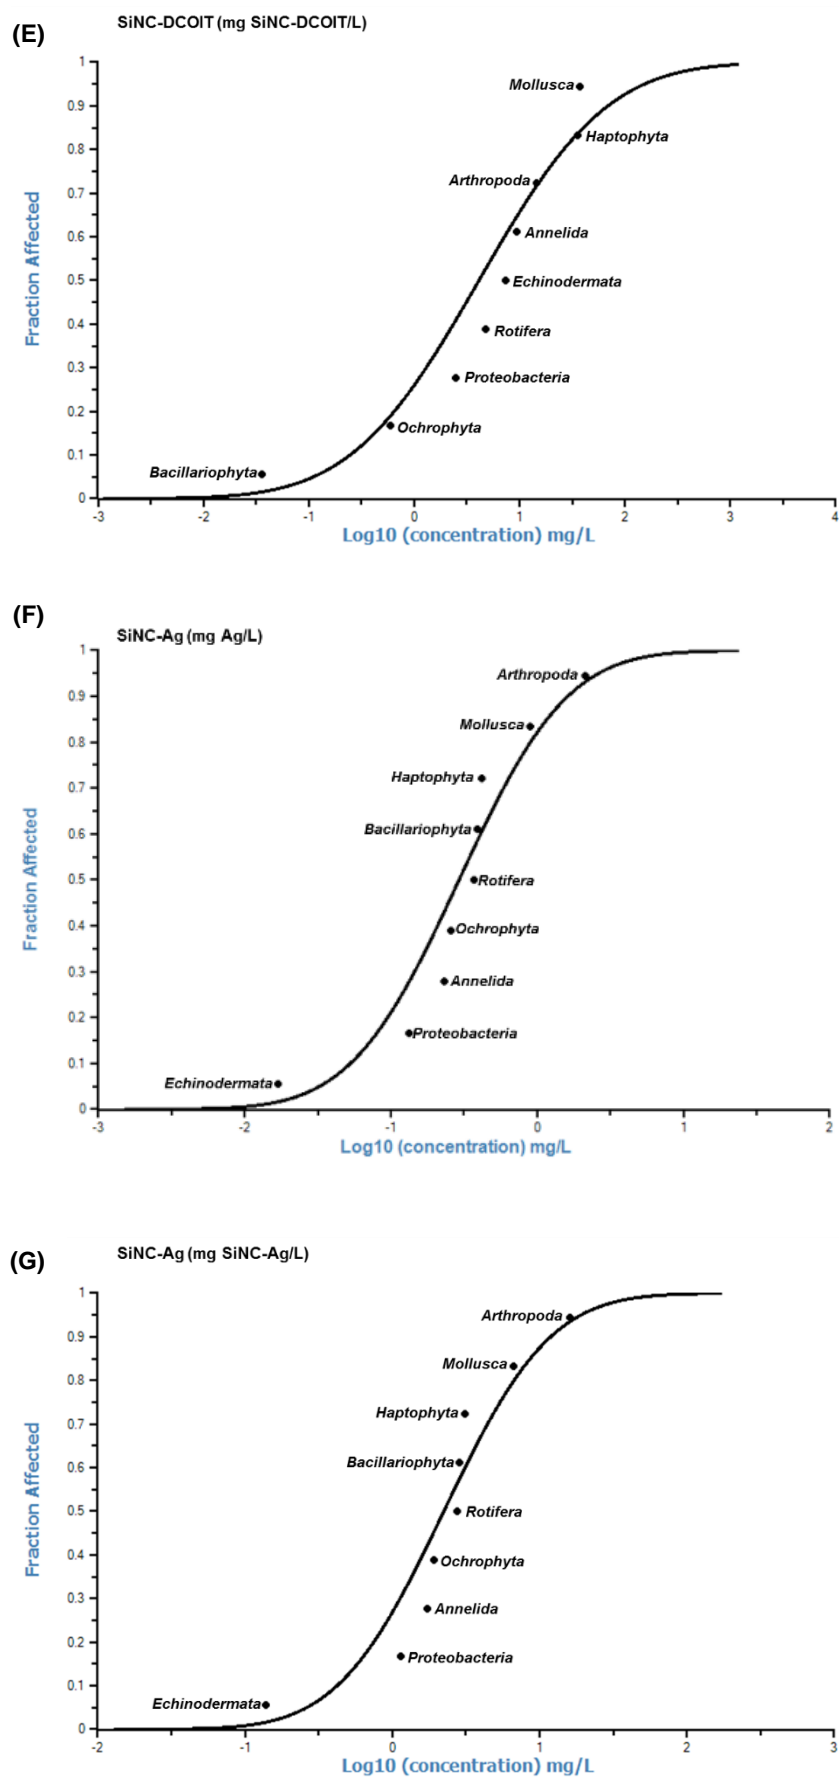 (E)
SiNC-DCOIT (mg SiNC-DCOIT/L)
1
0.9
0.8
0.7
0.6
0.5
0.4
0.3
0.2
0.1
0
Fraction Affected
Mollusca
Haptophyta
Arthropoda
Annelida
Echinodermata
Rotifera
Proteobacteria
Ochrophyta
Bacillariophyta
-3 -2 -1 0 1 2 3 4
Log10 (concentration) mg/L
(F)
SiNC-Ag (mg Ag/L)
1
0.9
0.8
0.7
0.6
0.5
0.4
0.3
0.2
0.1
0
Fraction Affected
Arthropoda
Mollusca
Haptophyta
Bacillariophyta
Rotifera
Ochrophyta
Annelida
Proteobacteria
Echinodermata
-3 -2 -1 0 1 2
Log10 (concentration) mg/L
(G)
SiNC-Ag (mg SiNC-Ag/L)
1
0.9
0.8
0.7
0.6
0.5
0.4
0.3
0.2
0.1
0
Fraction Affected
Arthropoda
Mollusca
Haptophyta
Bacillariophyta
Rotifera
Ochrophyta
Annelida
Proteobacteria
Echinodermata
-2 -1 0 1 2 3
Log10 (concentration) mg/L